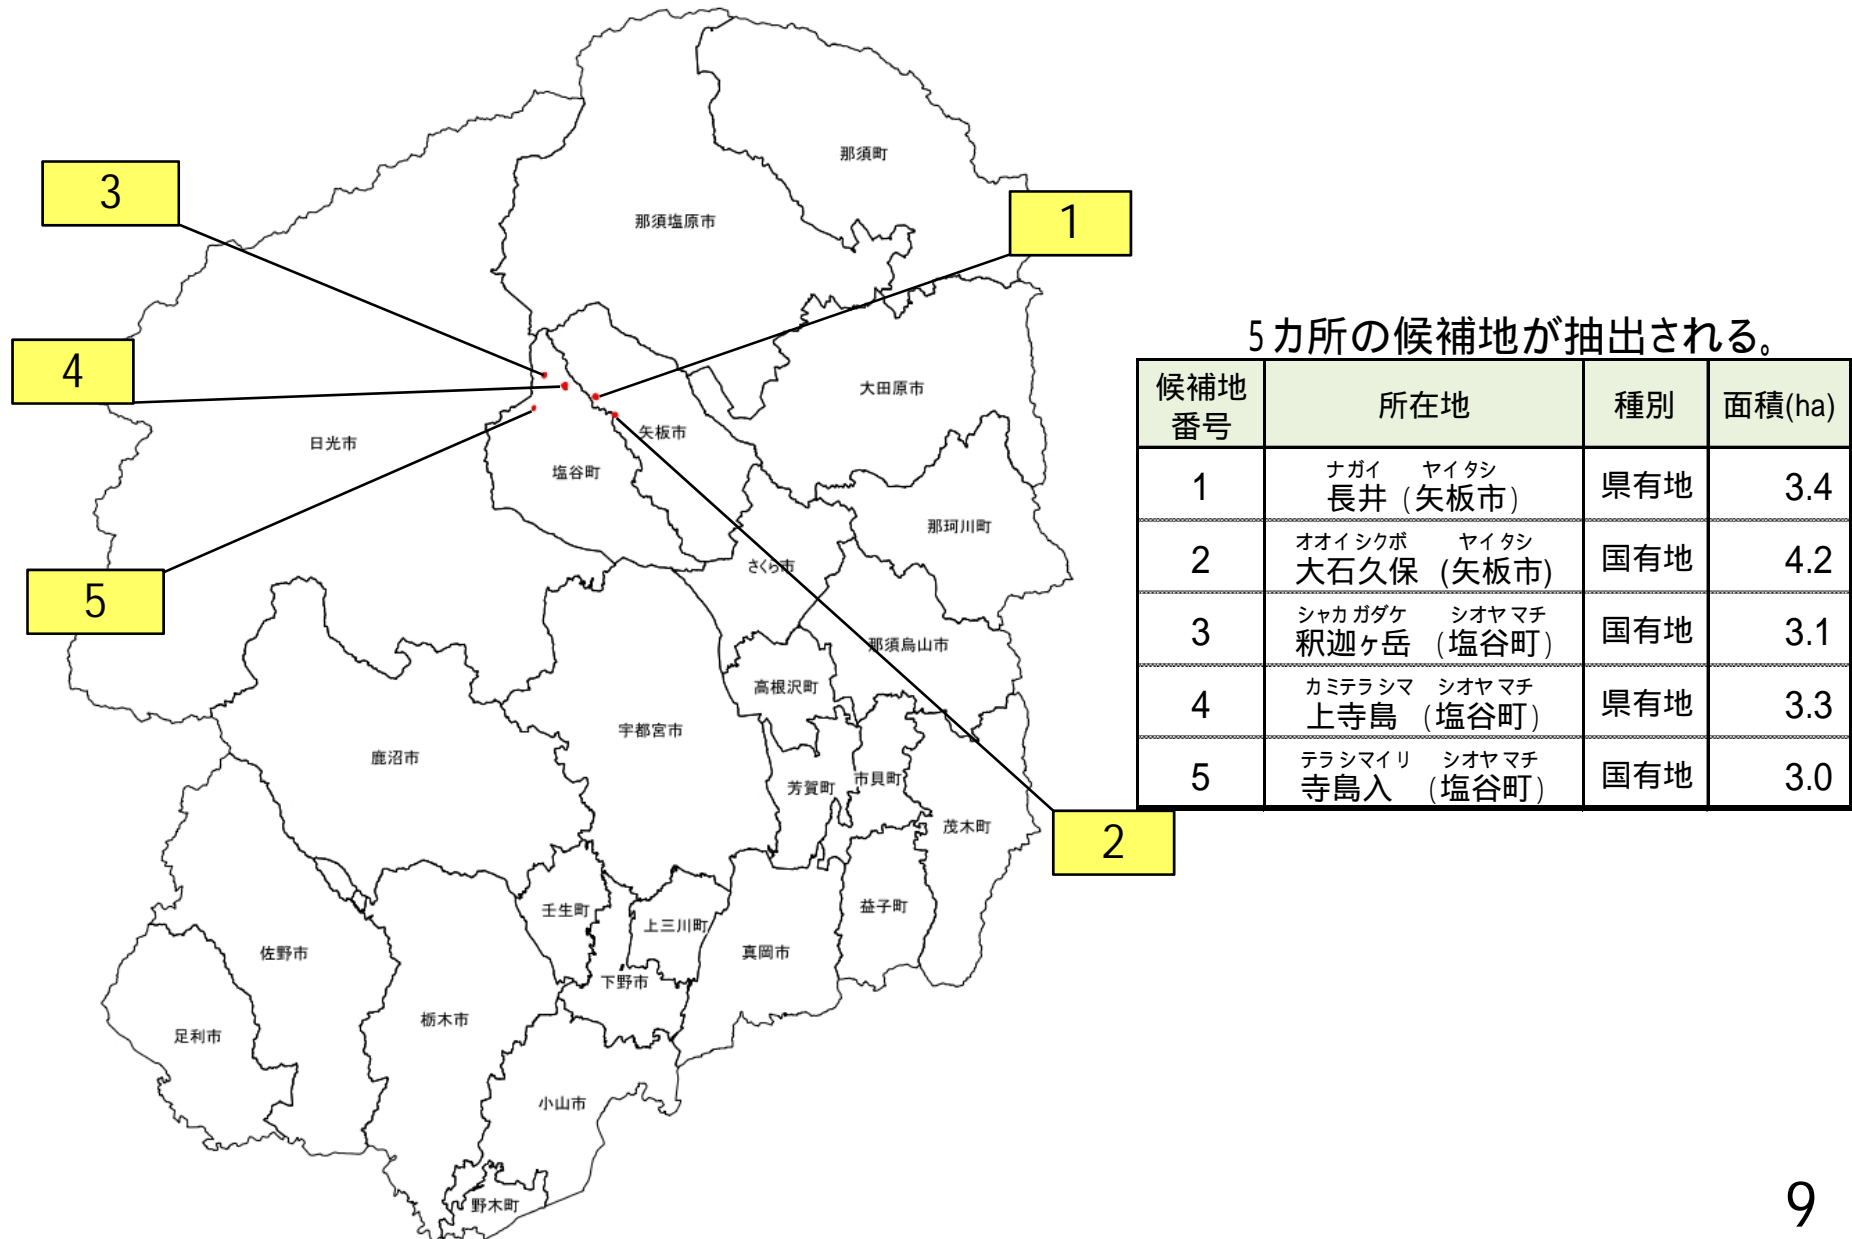 3
1
4
5
2
那須町
那須塩原市
大田原市
日光市
矢板市
塩谷町
那珂川町
さくら市
那須烏山市
高根沢町
宇都宮市
鹿沼市
芳賀町
市貝町
茂木町
壬生町
上三川町
益子町
佐野市
真岡市
下野市
栃木市
足利市
小山市
野木町
5カ所の候補地が抽出される。
候補地番号 所在地 種別 面積(ha)
ナガイ ヤイタシ
1 長井 (矢板市) 県有地 3.4
オオイシクボ ヤイタシ
2 大石久保 (矢板市) 国有地 4.2
シャカガダケ シオヤマチ
3 釈迦ヶ岳 (塩谷町) 国有地 3.1
カミテラシマ シオヤマチ
4 上寺島 (塩谷町) 県有地 3.3
テラシマイリ シオヤマチ
5 寺島入 (塩谷町) 国有地 3.0
9